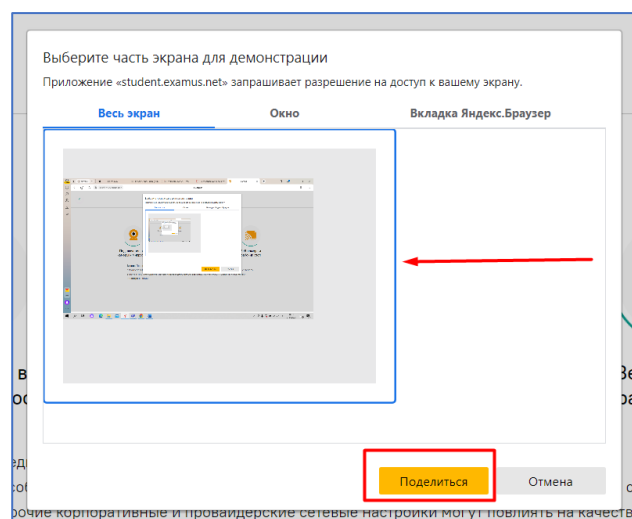 Выберите часть экрана для демонстрации
Приложение «student.examus.net» запрашивает разрешение на доступ к вашему экрану.
Весь экран Окно Вкладка Яндекс.Браузер
Поделиться Отмена
рочие корпоративные и провайдерские сетевые настройки могут повлиять на качеств